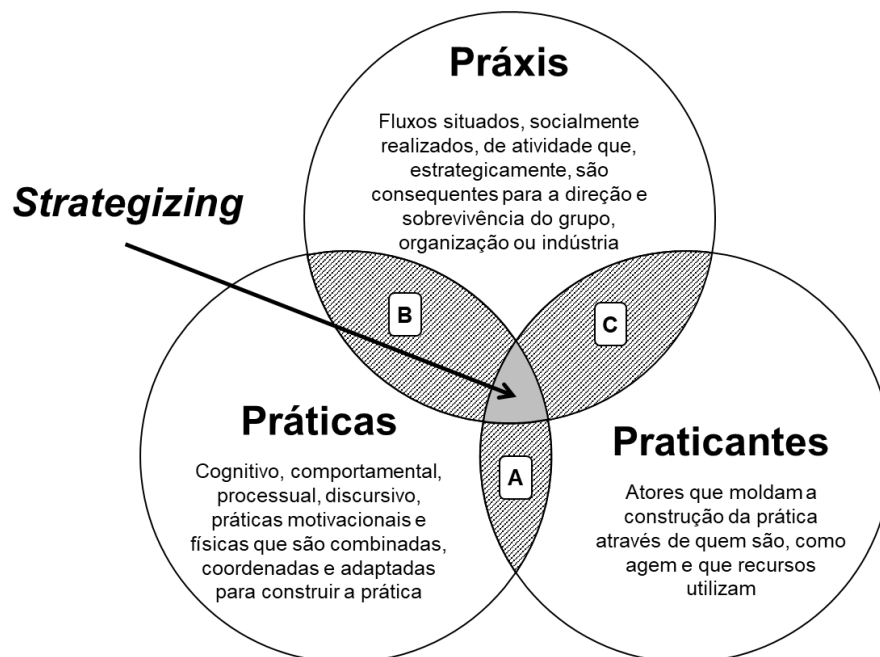 Práxis
Fluxos situados, socialmente
realizados, de atividade que,
estrategicamente, são
consequentes para a direção e
sobrevivência do grupo,
organização ou indústria
Strategizing
B
C
Práticas
Cognitivo, comportamental,
processual, discursivo,
práticas motivacionais e
físicas que são combinadas,
coordenadas e adaptadas
para construir a prática
A
Praticantes
Atores que moldam a
construção da prática
através de quem são, como
agem e que recursos
utilizam